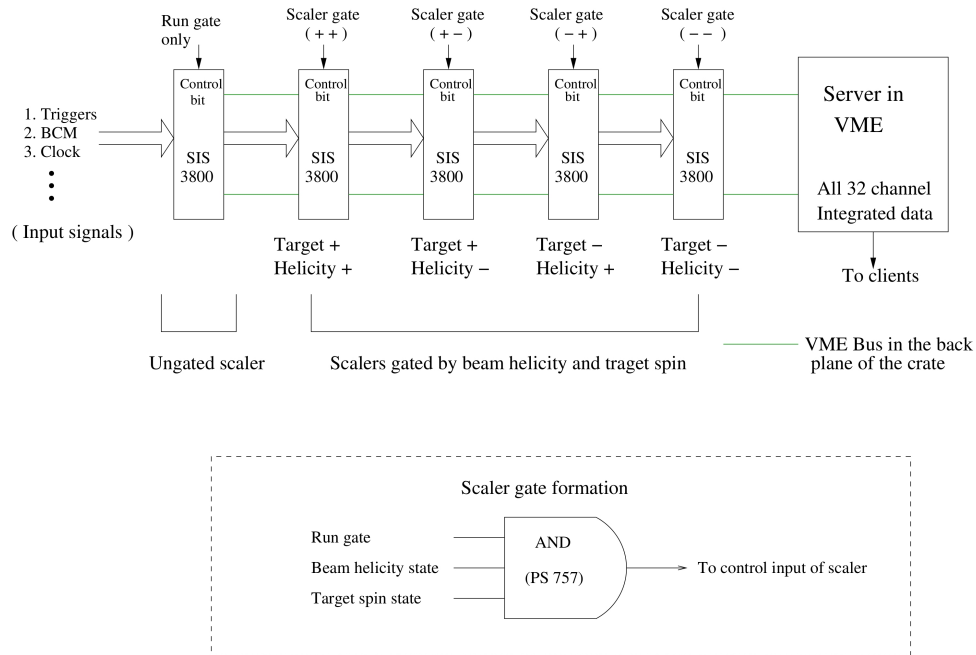 Run gate
only
Scaler gate
( + + )
Scaler gate
( + − )
Scaler gate
( − + )
Scaler gate
( − − )
Control
bit
SIS
3800
Control
bit
SIS
3800
Control
bit
SIS
3800
Control
bit
SIS
3800
Control
bit
SIS
3800
1. Triggers
2. BCM
3. Clock
( Input signals )
Server in
VME
All 32 channel
Integrated data
To clients
Target +
Helicity +
Target +
Helicity −
Target −
Helicity +
Target −
Helicity −
Ungated scaler
Scalers gated by beam helicity and traget spin
VME Bus in the back
plane of the crate
Scaler gate formation
Run gate
Beam helicity state
Target spin state
AND
(PS 757)
To control input of scaler